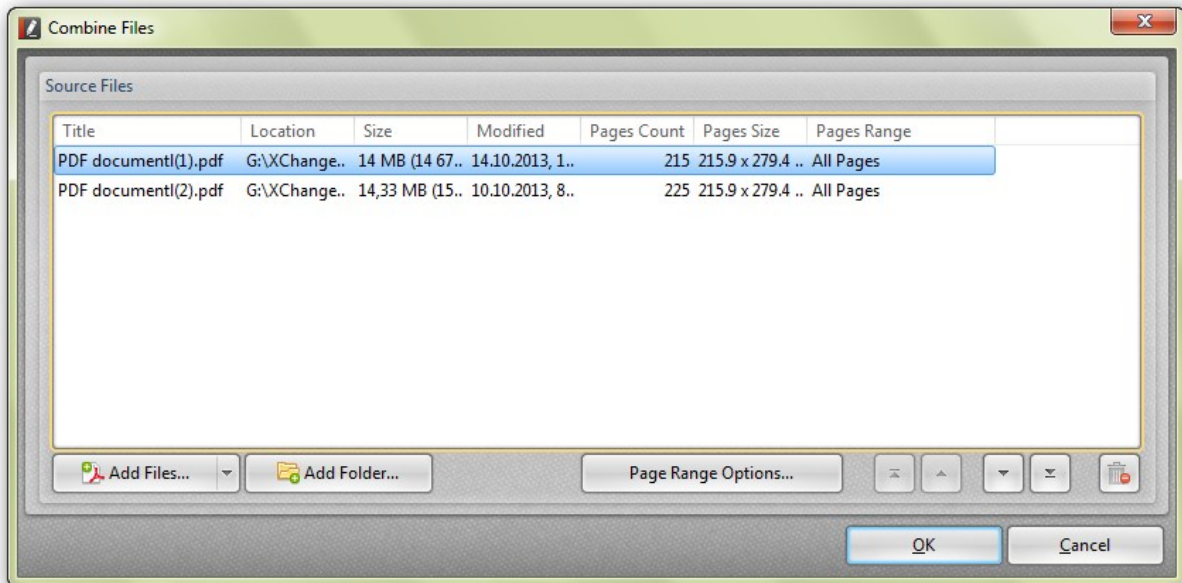 Combine Files
Source Files
Title Location Size Modified Pages Count Pages Size Pages Range
PDF documentl(1).pdf G:\XChange.. 14 MB (14 67.. 14.10.2013, 1.. 215 215.9 x 279.4 .. All Pages
PDF documentl(2).pdf G:\XChange.. 14,33 MB (15.. 10.10.2013, 8.. 225 215.9 x 279.4 .. All Pages
Add Files... Add Folder... Page Range Options...
OK Cancel